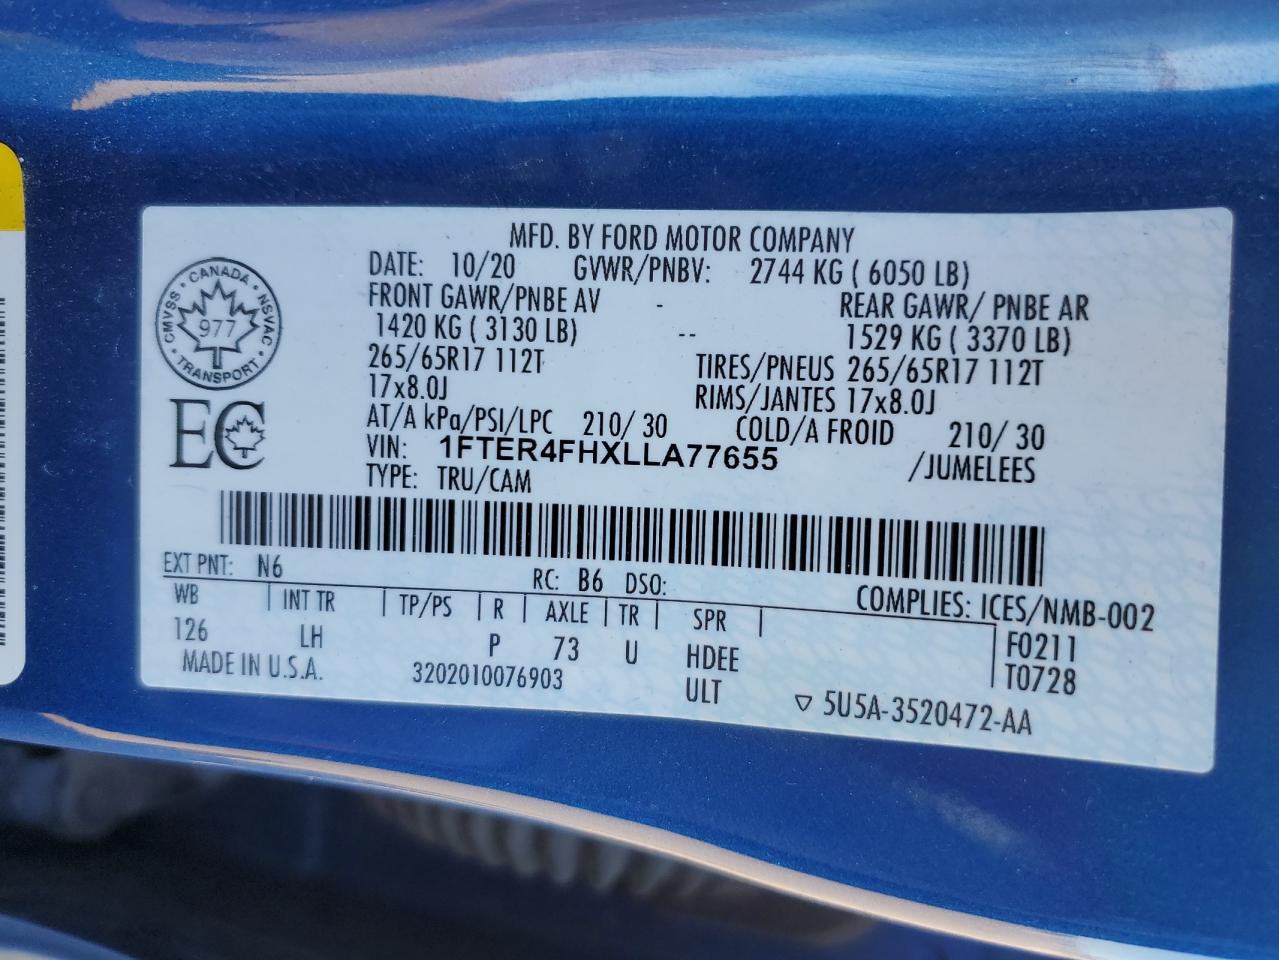 MFD. BY FORD MOTOR COMPANY
DATE: 10/20 GVWR/PNBV: 2744 KG ( 6050 LB)
FRONT GAWR/PNBE AV - REAR GAWR/ PNBE AR
1420 KG ( 3130 LB) -- 1529 KG ( 3370 LB)
265/65R17 112T TIRES/PNEUS 265/65R17 112T
17x8.0J RIMS/JANTES 17x8.0J
AT/A kPa/PSI/LPC 210/ 30 COLD/A FROID 210/ 30
VIN: 1FTER4FHXLLA77655 /JUMELEES
TYPE: TRU/CAM
CANADA
CMVSS NSVAC
977
TRANSPORT
EC
EXT PNT: N6 RC: B6 DSO:
COMPLIES: ICES/NMB-002
WB | INT TR | TP/PS | R | AXLE | TR | SPR |
126 LH P 73 U HDEE F0211
MADE IN U.S.A. 3202010076903 ULT T0728
▽ 5U5A-3520472-AA